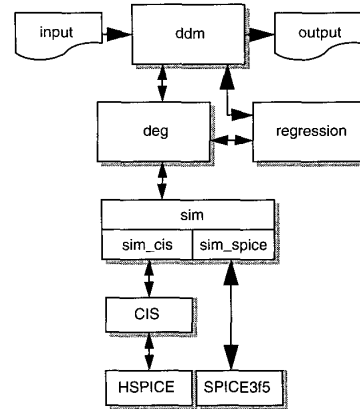 input
ddm
output
deg
regression
sim
sim_cis
sim_spice
CIS
HSPICE
SPICE3f5